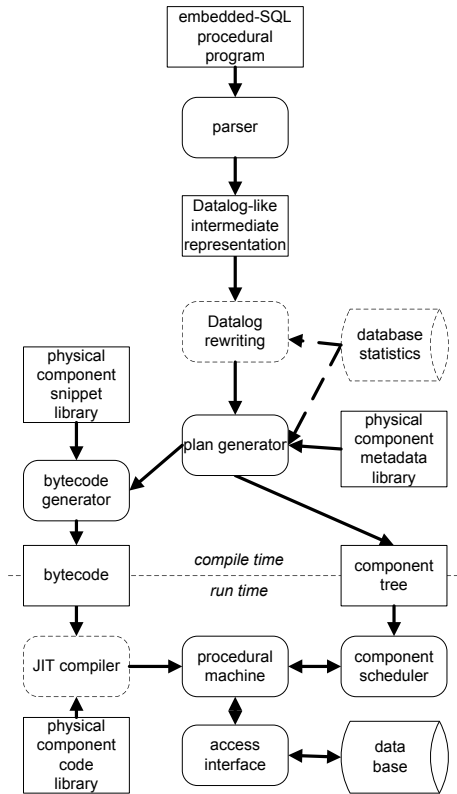 embedded-SQL
procedural
program
parser
Datalog-like
intermediate
representation
Datalog
rewriting
database
statistics
physical
component
snippet
library
plan generator
physical
component
metadata
library
bytecode
generator
compile time
bytecode
component
tree
run time
JIT compiler
procedural
machine
component
scheduler
physical
component
code
library
access
interface
data
base